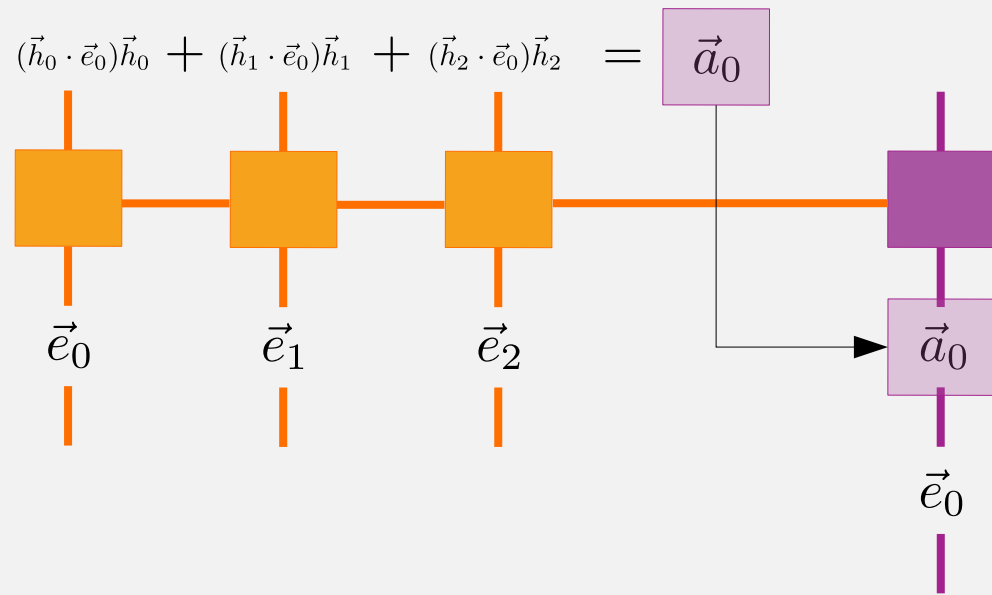 (h⃗₀ · e⃗₀)h⃗₀ + (h⃗₁ · e⃗₀)h⃗₁ + (h⃗₂ · e⃗₀)h⃗₂ = a⃗₀
e⃗₀ e⃗₁ e⃗₂ a⃗₀
e⃗₀